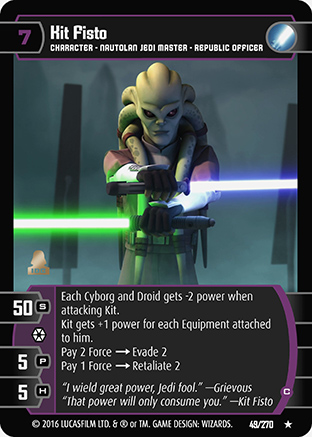 7
Kit Fisto
CHARACTER - NAUTOLAN JEDI MASTER - REPUBLIC OFFICER
50 S
Each Cyborg and Droid gets -2 power when
attacking Kit.
Kit gets +1 power for each Equipment attached
to him.
5 P
Pay 2 Force → Evade 2
Pay 1 Force → Retaliate 2
5 H
“I wield great power, Jedi fool.” —Grievous
“That power will only consume you.” —Kit Fisto
C
© 2016 LUCASFILM LTD. & ® or TM. GAME DESIGN: WIZARDS.
49/270 ★